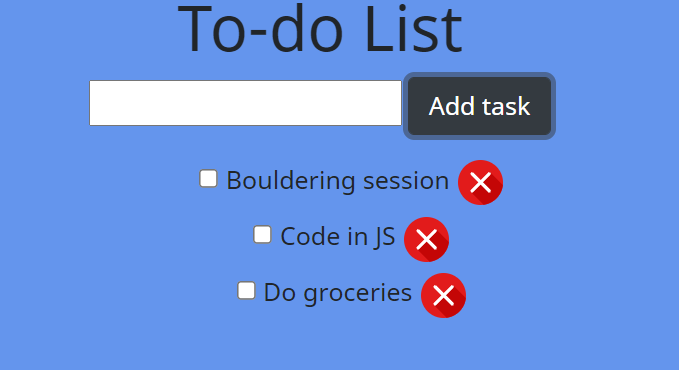 To-do List
Add task
Bouldering session
Code in JS
Do groceries